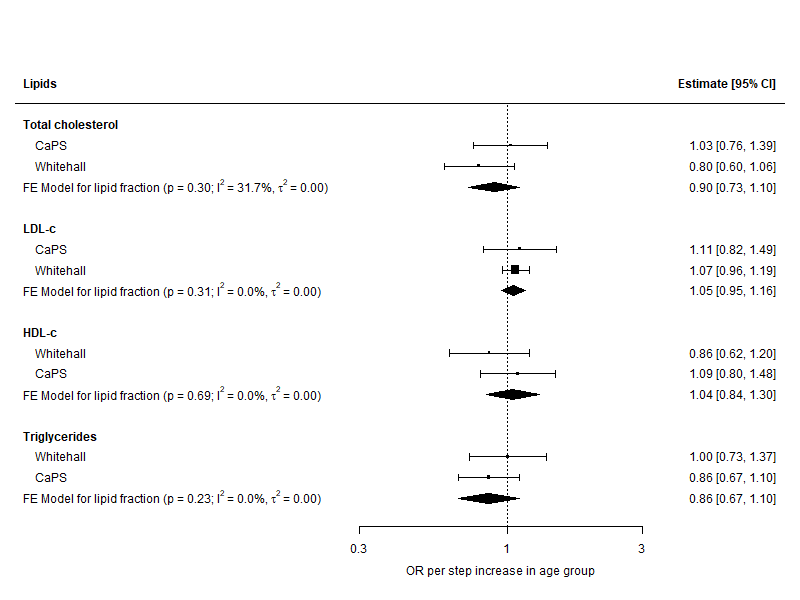 Lipids Estimate [95% CI]
Total cholesterol
CaPS 1.03 [0.76, 1.39]
Whitehall 0.80 [0.60, 1.06]
FE Model for lipid fraction (p = 0.30; I² = 31.7%, τ² = 0.00) 0.90 [0.73, 1.10]
LDL-c
CaPS 1.11 [0.82, 1.49]
Whitehall 1.07 [0.96, 1.19]
FE Model for lipid fraction (p = 0.31; I² = 0.0%, τ² = 0.00) 1.05 [0.95, 1.16]
HDL-c
Whitehall 0.86 [0.62, 1.20]
CaPS 1.09 [0.80, 1.48]
FE Model for lipid fraction (p = 0.69; I² = 0.0%, τ² = 0.00) 1.04 [0.84, 1.30]
Triglycerides
Whitehall 1.00 [0.73, 1.37]
CaPS 0.86 [0.67, 1.10]
FE Model for lipid fraction (p = 0.23; I² = 0.0%, τ² = 0.00) 0.86 [0.67, 1.10]
0.3 1 3
OR per step increase in age group